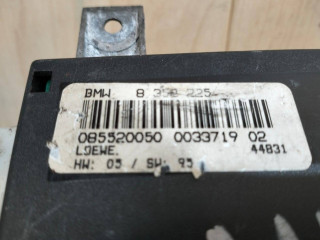 BMW 8 3
085520050 0033719 02
LOEWE. 44831
HW: 05 / SW: 95